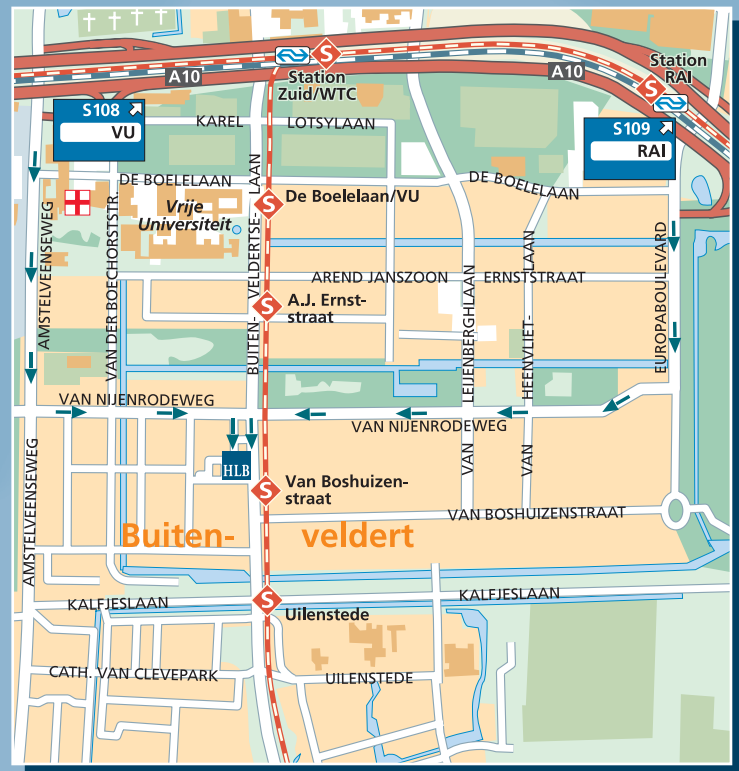 S
Station
Zuid/WTC
Station
RAI
S
A10
A10
S108
VU
S109
RAI
KAREL LOTSYLAAN
DE BOELELAAN
DE BOELELAAN
Vrije
Universiteit
S
De Boelelaan/VU
AMSTELVEENSEWEG
VAN DER BOECHORSTSTR.
BUITEN- VELDERTSE- LAAN
AREND JANSZOON ERNSTSTRAAT
S
A.J. Ernst-
straat
VAN LEIJENBERGHLAAN
VAN HEENVLIET- LAAN
EUROPABOULEVARD
VAN NIJENRODEWEG
VAN NIJENRODEWEG
HLB
S
Van Boshuizen-
straat
AMSTELVEENSEWEG
VAN BOSHUIZENSTRAAT
Buiten- veldert
KALFJESLAAN
KALFJESLAAN
S
Uilenstede
CATH. VAN CLEVEPARK
UILENSTEDE